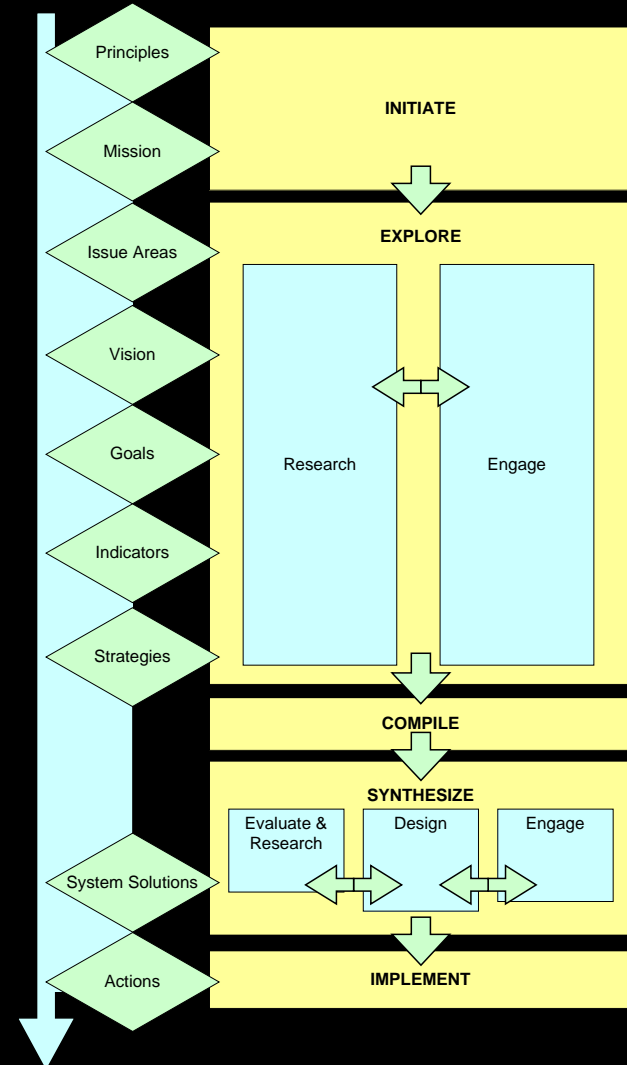 Principles
INITIATE
Mission
EXPLORE
Issue Areas
Vision
Goals
Research
Engage
Indicators
Strategies
COMPILE
SYNTHESIZE
Evaluate &
Research
Design
Engage
System Solutions
Actions
IMPLEMENT